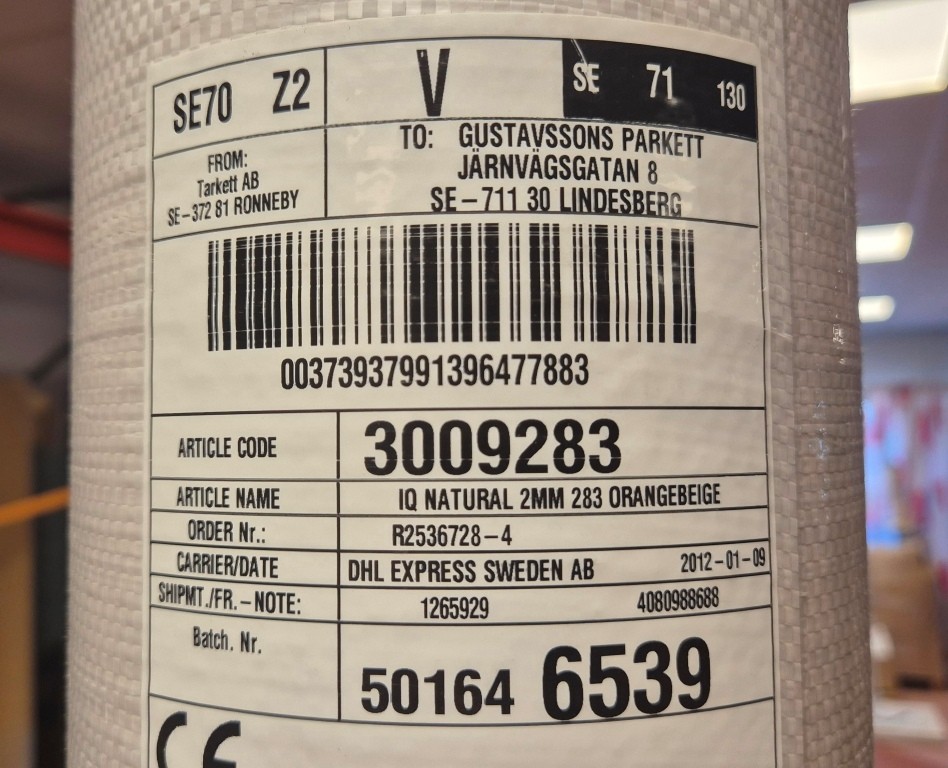 SE70 Z2 V SE 71 130
FROM:
Tarkett AB
SE-372 81 RONNEBY
TO: GUSTAVSSONS PARKETT
JÄRNVÄGSGATAN 8
SE-711 30 LINDESBERG
00373937991396477883
ARTICLE CODE 3009283
ARTICLE NAME IQ NATURAL 2MM 283 ORANGEBEIGE
ORDER Nr.: R2536728-4
CARRIER/DATE DHL EXPRESS SWEDEN AB 2012-01-09
SHIPMT./FR.-NOTE: 1265929 4080988688
Batch. Nr. 50164 6539
CE